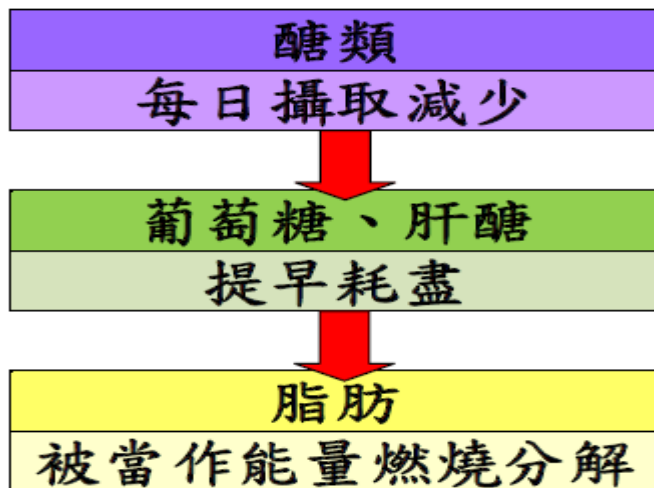 醣類
每日攝取減少
葡萄糖、肝醣
提早耗盡
脂肪
被當作能量燃燒分解